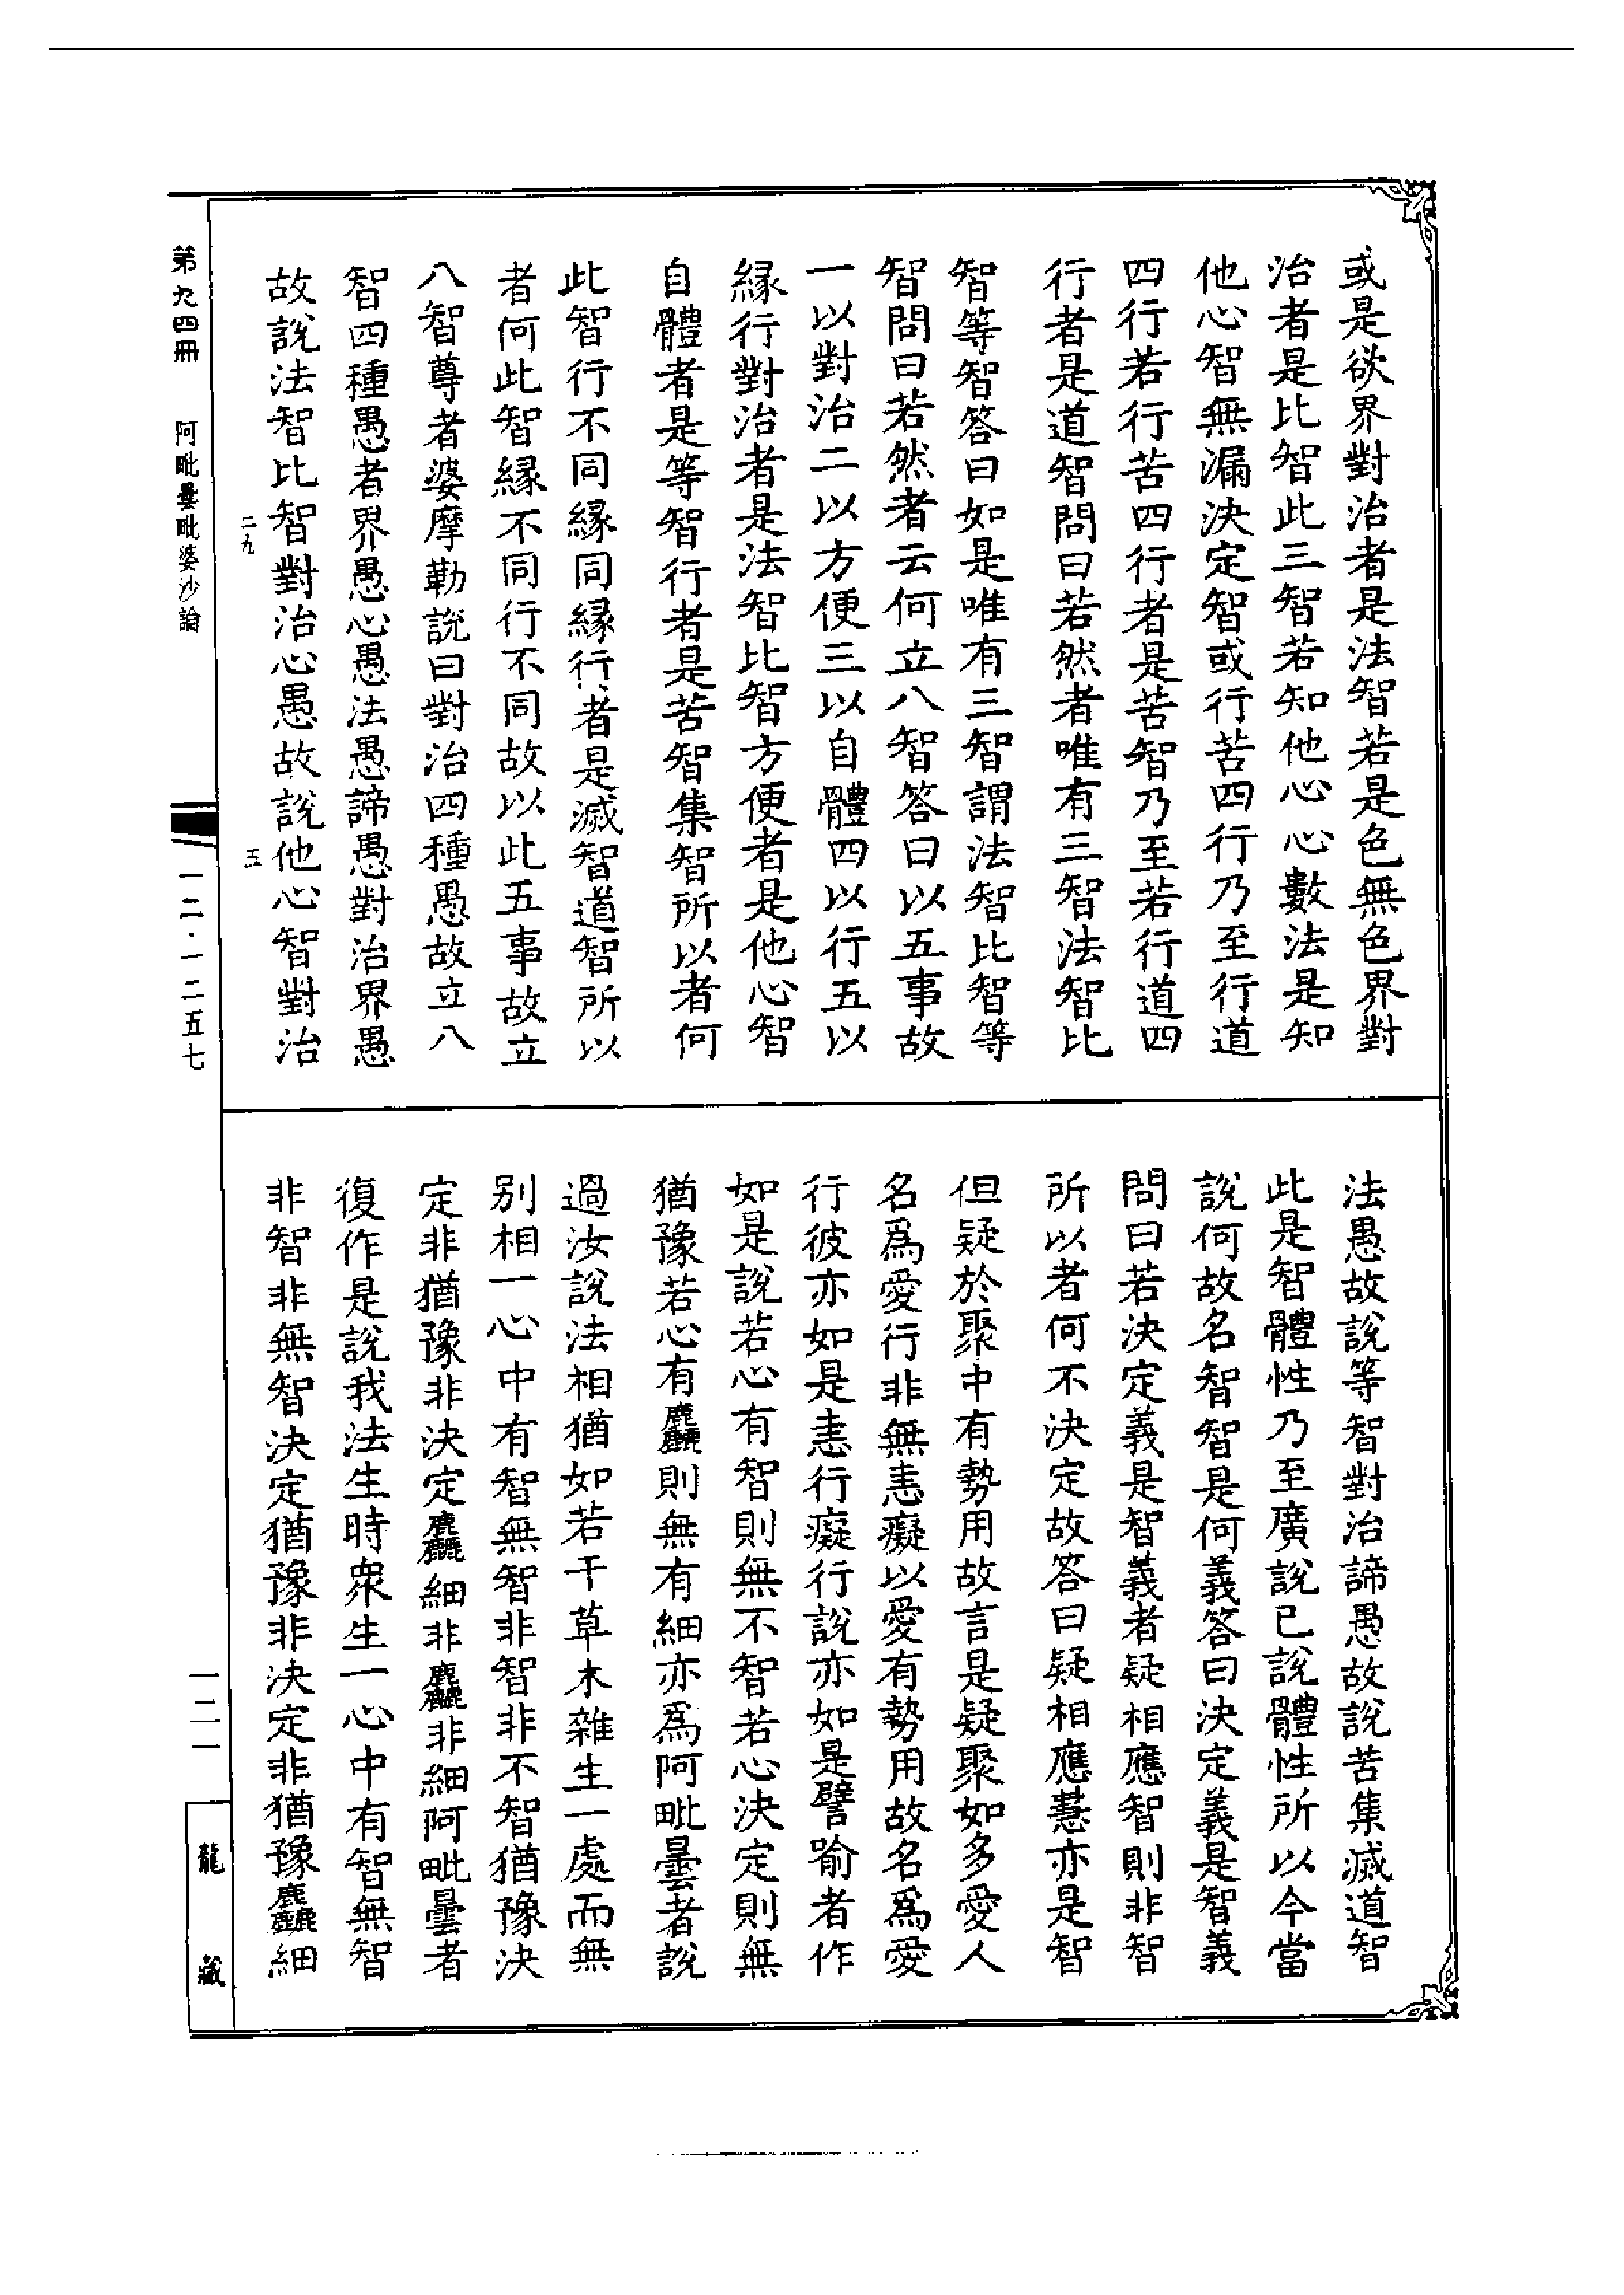 或是欲界對治者是法智若是色無色界對
治者是比智此三智若知他心心數法是知
他心智無漏決定智或行苦四行乃至行道
四行若行苦四行者是苦智乃至若行道四
行者是道智問曰若然者唯有三智法智比
智等智答曰如是唯有三智謂法智比智等
智問曰若然者云何立八智答曰以五事故
一以對治二以方便三以自體四以行五以
緣行對治者是法智比智方便者是他心智
自體者是等智行者是苦智集智所以者何
此智行不同緣同緣行者是滅智道智所以
者何此智緣不同行不同故以此五事故立
八智尊者婆摩勒說曰對治四種愚故立八
智四種愚者界愚心愚法愚諦愚對治界愚
故說法智比智對治心愚故說他心智對治
二九
五
法愚故說等智對治諦愚故說苦集滅道智
此是智體性乃至廣說已說體性所以今當
說何故名智智是何義答曰決定義是智義
問曰若決定義是智義者疑相應智則非智
所以者何不決定故答曰疑相應慧亦是智
但疑於聚中有勢用故言是疑聚如多愛人
名為愛行非無恚癡以愛有勢用故名為愛
行彼亦如是恚行癡行說亦如是譬喻者作
如是說若心有智則無不智若心決定則無
猶豫若心有麤則無有細亦為阿毗曇者說
過汝說法相猶如若干草木雜生一處而無
別相一心中有智無智非智非不智猶豫決
定非猶豫非決定麤細非麤非細阿毗曇者
復作是說我法生時眾生一心中有智無智
非智非無智決定猶豫非決定非猶豫麤細
第九四冊 阿毗曇毗婆沙論
一二·一二五七
一二一
龍藏